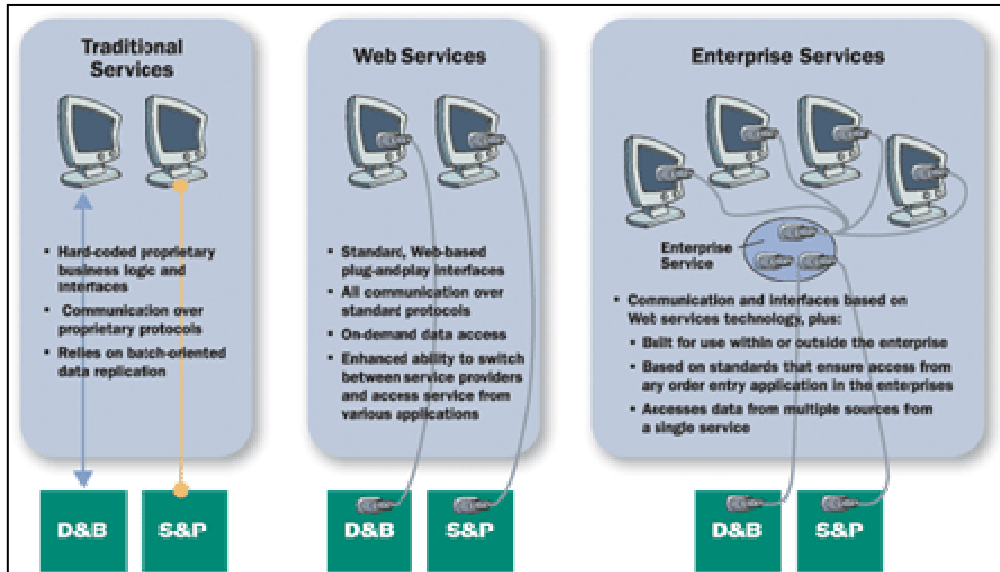 Traditional
Services
• Hard-coded proprietary
business logic and
interfaces
• Communication over
proprietary protocols
• Relies on batch-oriented
data replication
D&B
S&P
Web Services
• Standard, Web-based
plug-and-play interfaces
• All communication over
standard protocols
• On-demand data access
• Enhanced ability to switch
between service providers
and access service from
various applications
D&B
S&P
Enterprise Services
Enterprise
Service
• Communication and interfaces based on
Web services technology, plus:
• Built for use within or outside the enterprise
• Based on standards that ensure access from
any order entry application in the enterprises
• Accesses data from multiple sources from
a single service
D&B
S&P